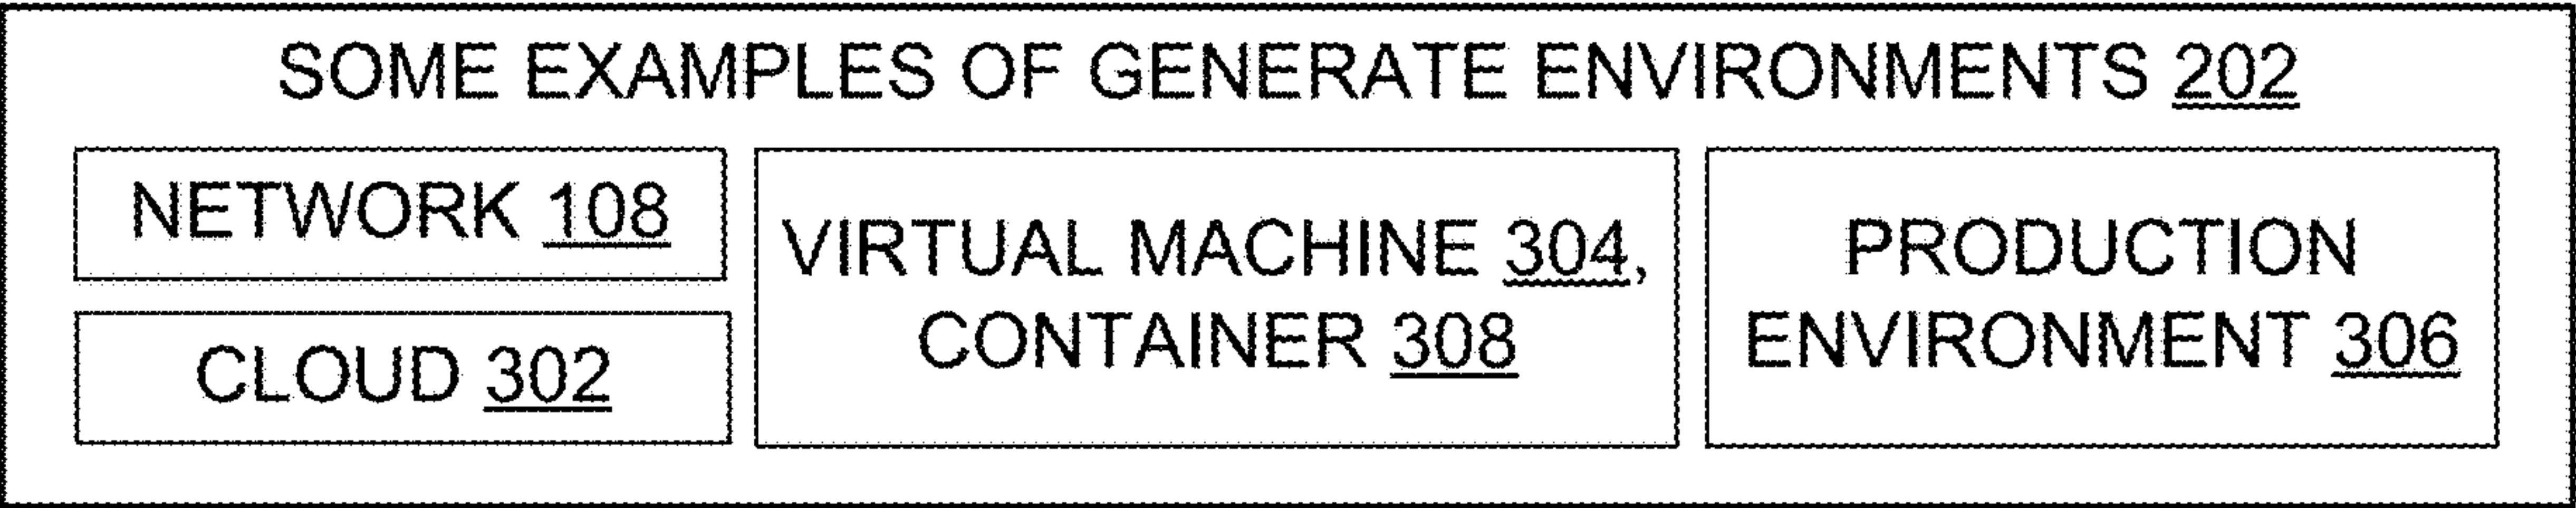 SOME EXAMPLES OF GENERATE ENVIRONMENTS 202
NETWORK 108
CLOUD 302
VIRTUAL MACHINE 304,
CONTAINER 308
PRODUCTION
ENVIRONMENT 306